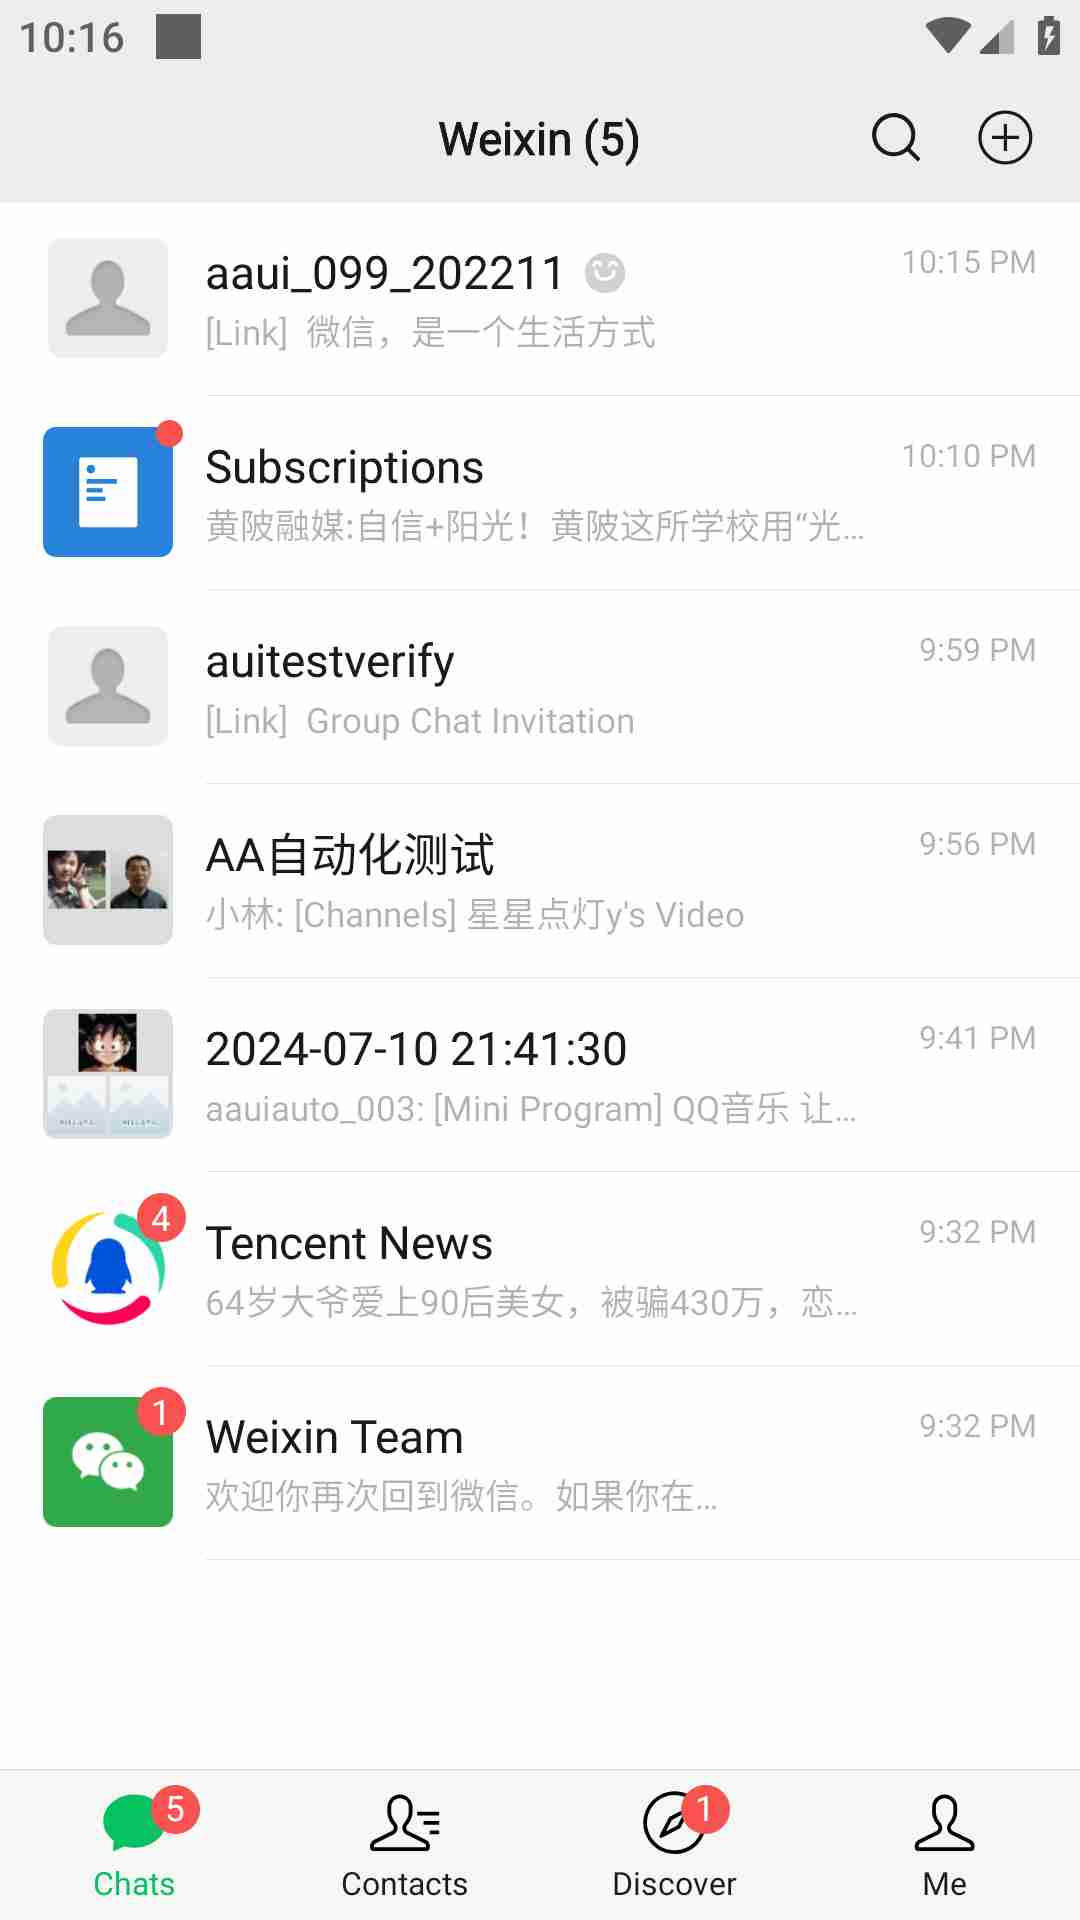 10:16
Weixin (5)
aaui_099_202211
10:15 PM
[Link] 微信，是一个生活方式
Subscriptions
10:10 PM
黄陂融媒:自信+阳光！黄陂这所学校用“光...
auitestverify
9:59 PM
[Link] Group Chat Invitation
AA自动化测试
9:56 PM
小林: [Channels] 星星点灯y's Video
2024-07-10 21:41:30
9:41 PM
aauiauto_003: [Mini Program] QQ音乐 让...
4
Tencent News
9:32 PM
64岁大爷爱上90后美女，被骗430万，恋...
1
Weixin Team
9:32 PM
欢迎你再次回到微信。如果你在...
5
1
Chats
Contacts
Discover
Me